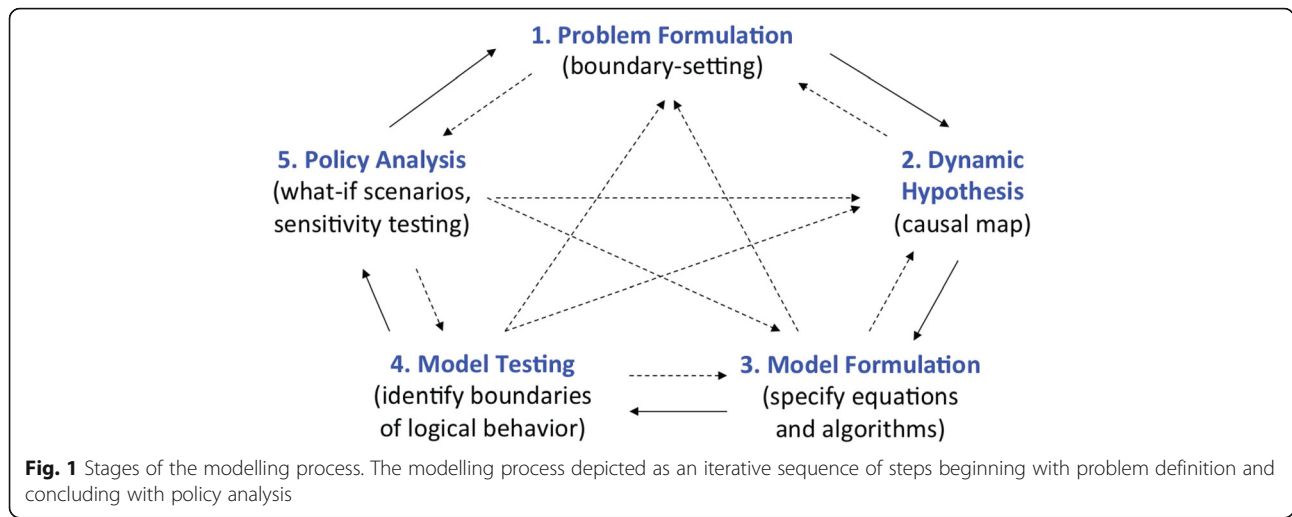 1. Problem Formulation
(boundary-setting)
5. Policy Analysis
(what-if scenarios,
sensitivity testing)
2. Dynamic
Hypothesis
(causal map)
4. Model Testing
(identify boundaries
of logical behavior)
3. Model Formulation
(specify equations
and algorithms)
Fig. 1 Stages of the modelling process. The modelling process depicted as an iterative sequence of steps beginning with problem definition and
concluding with policy analysis